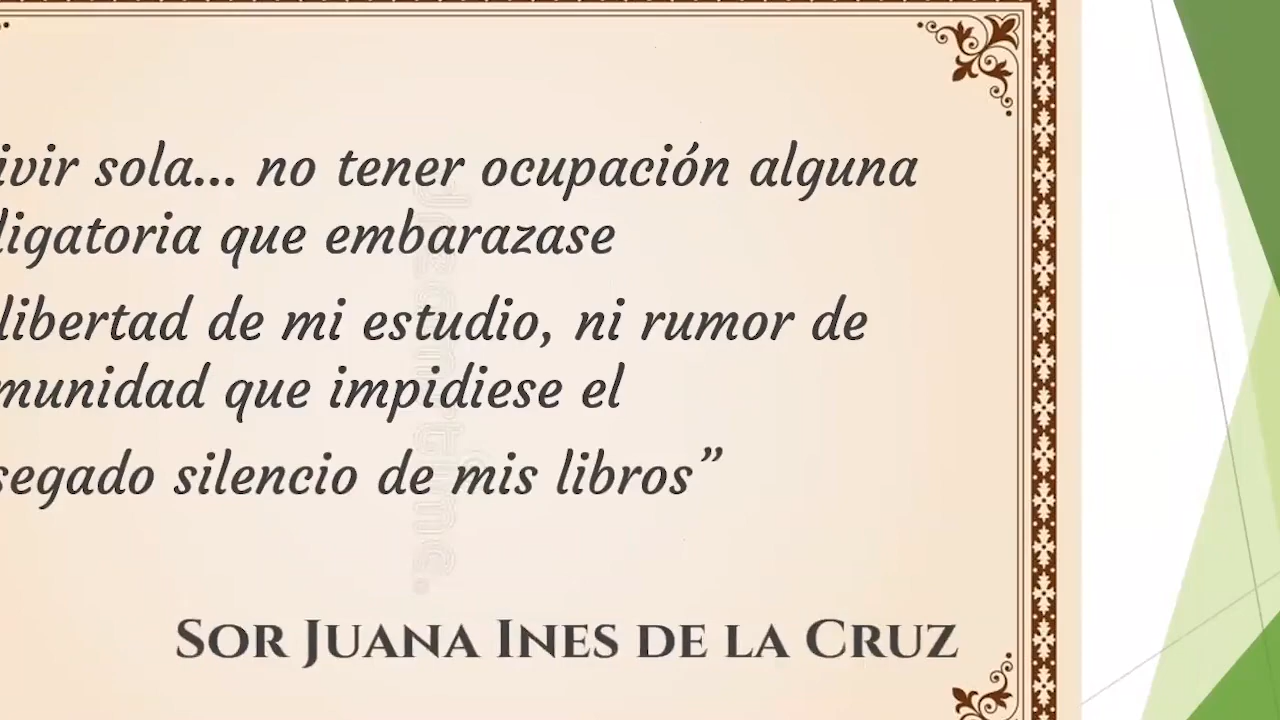 ivir sola... no tener ocupación alguna
ligatoria que embarazase
libertad de mi estudio, ni rumor de
munidad que impidiese el
segado silencio de mis libros”
SOR JUANA INES DE LA CRUZ